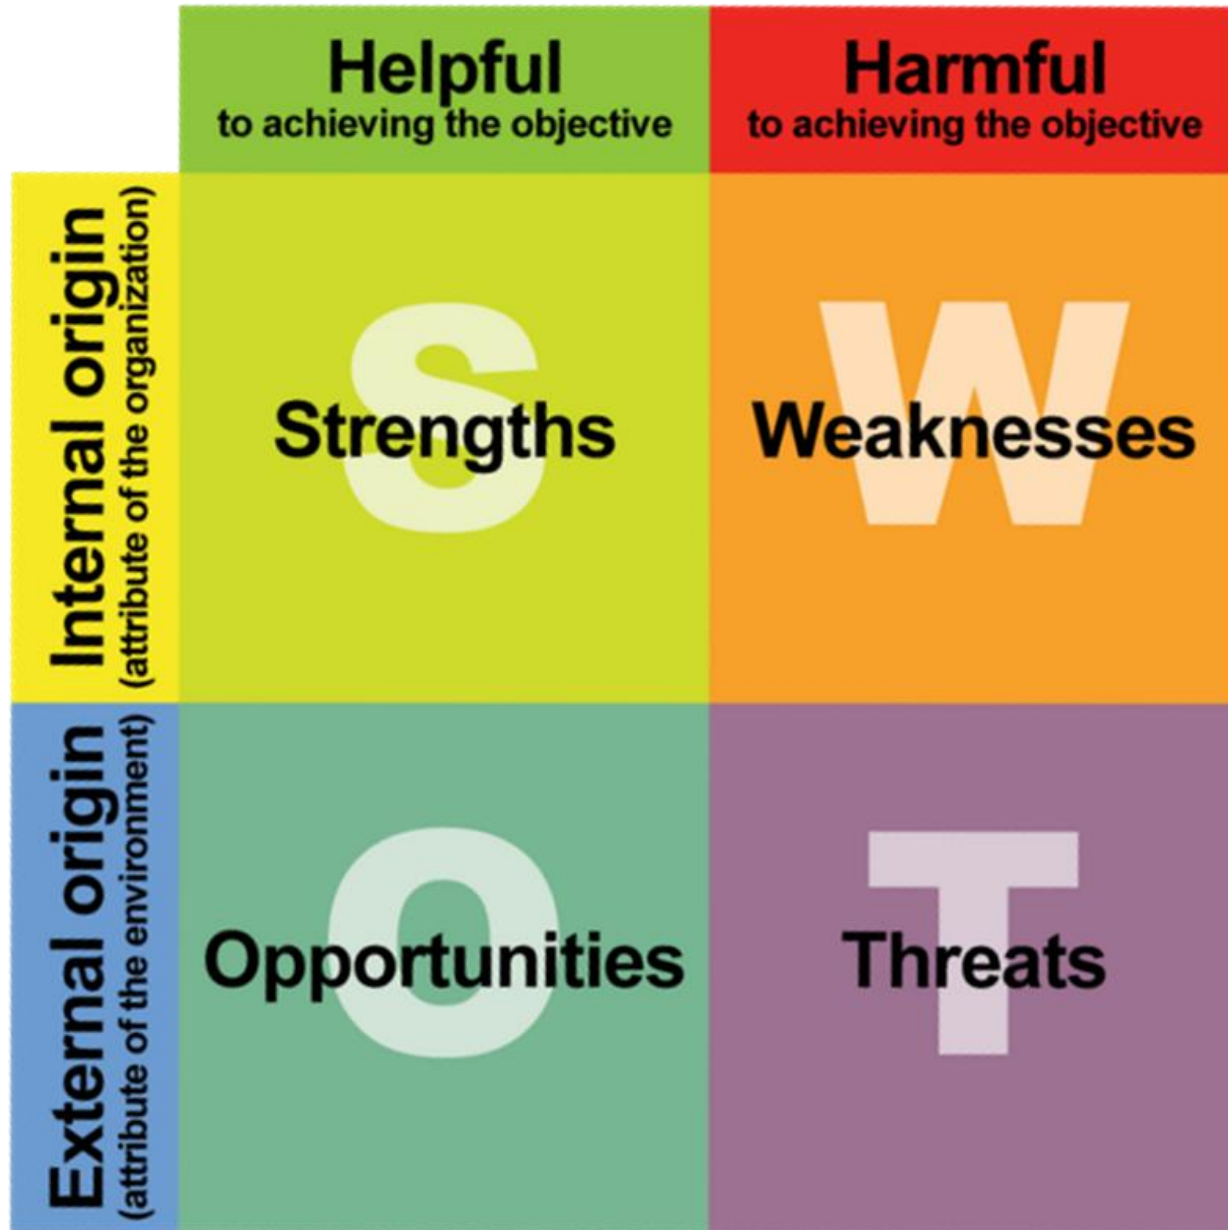 Helpful
to achieving the objective
Harmful
to achieving the objective
Internal origin
(attribute of the organization)
S
Strengths
W
Weaknesses
External origin
(attribute of the environment)
O
Opportunities
T
Threats